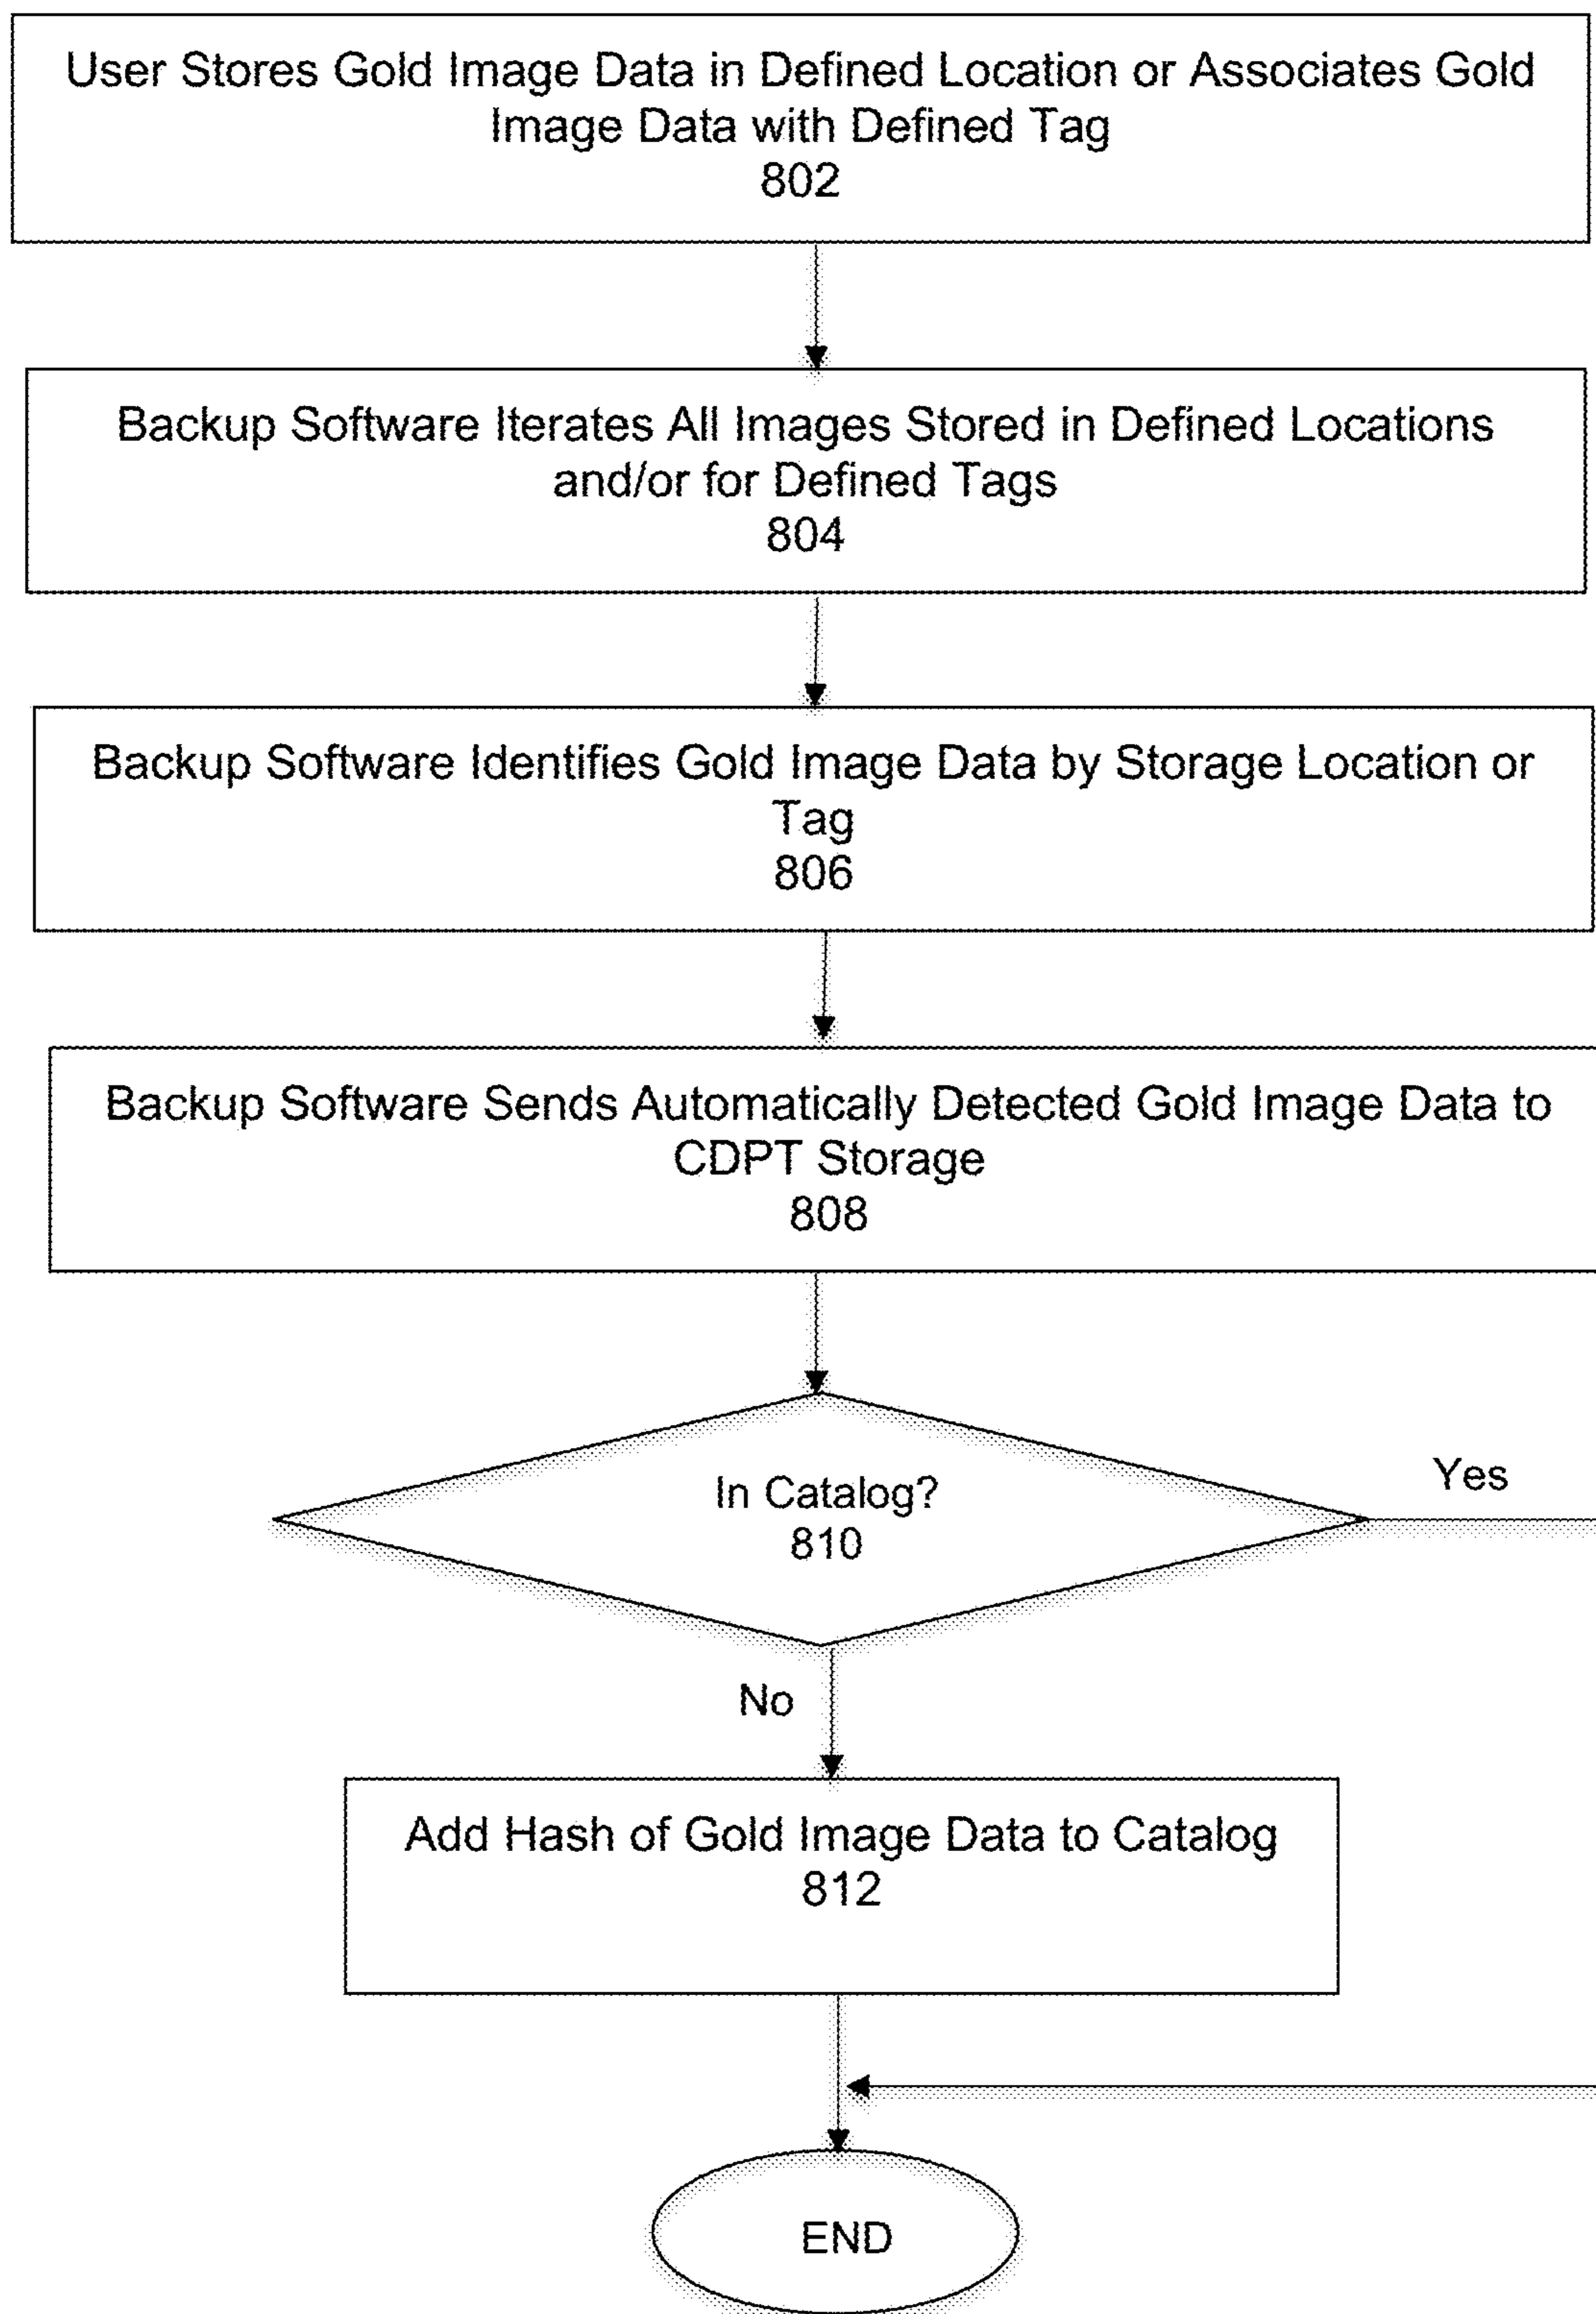 User Stores Gold Image Data in Defined Location or Associates Gold
Image Data with Defined Tag
802
Backup Software Iterates All Images Stored in Defined Locations
and/or for Defined Tags
804
Backup Software Identifies Gold Image Data by Storage Location or
Tag
806
Backup Software Sends Automatically Detected Gold Image Data to
CDPT Storage
808
In Catalog?
810
Yes
No
Add Hash of Gold Image Data to Catalog
812
END